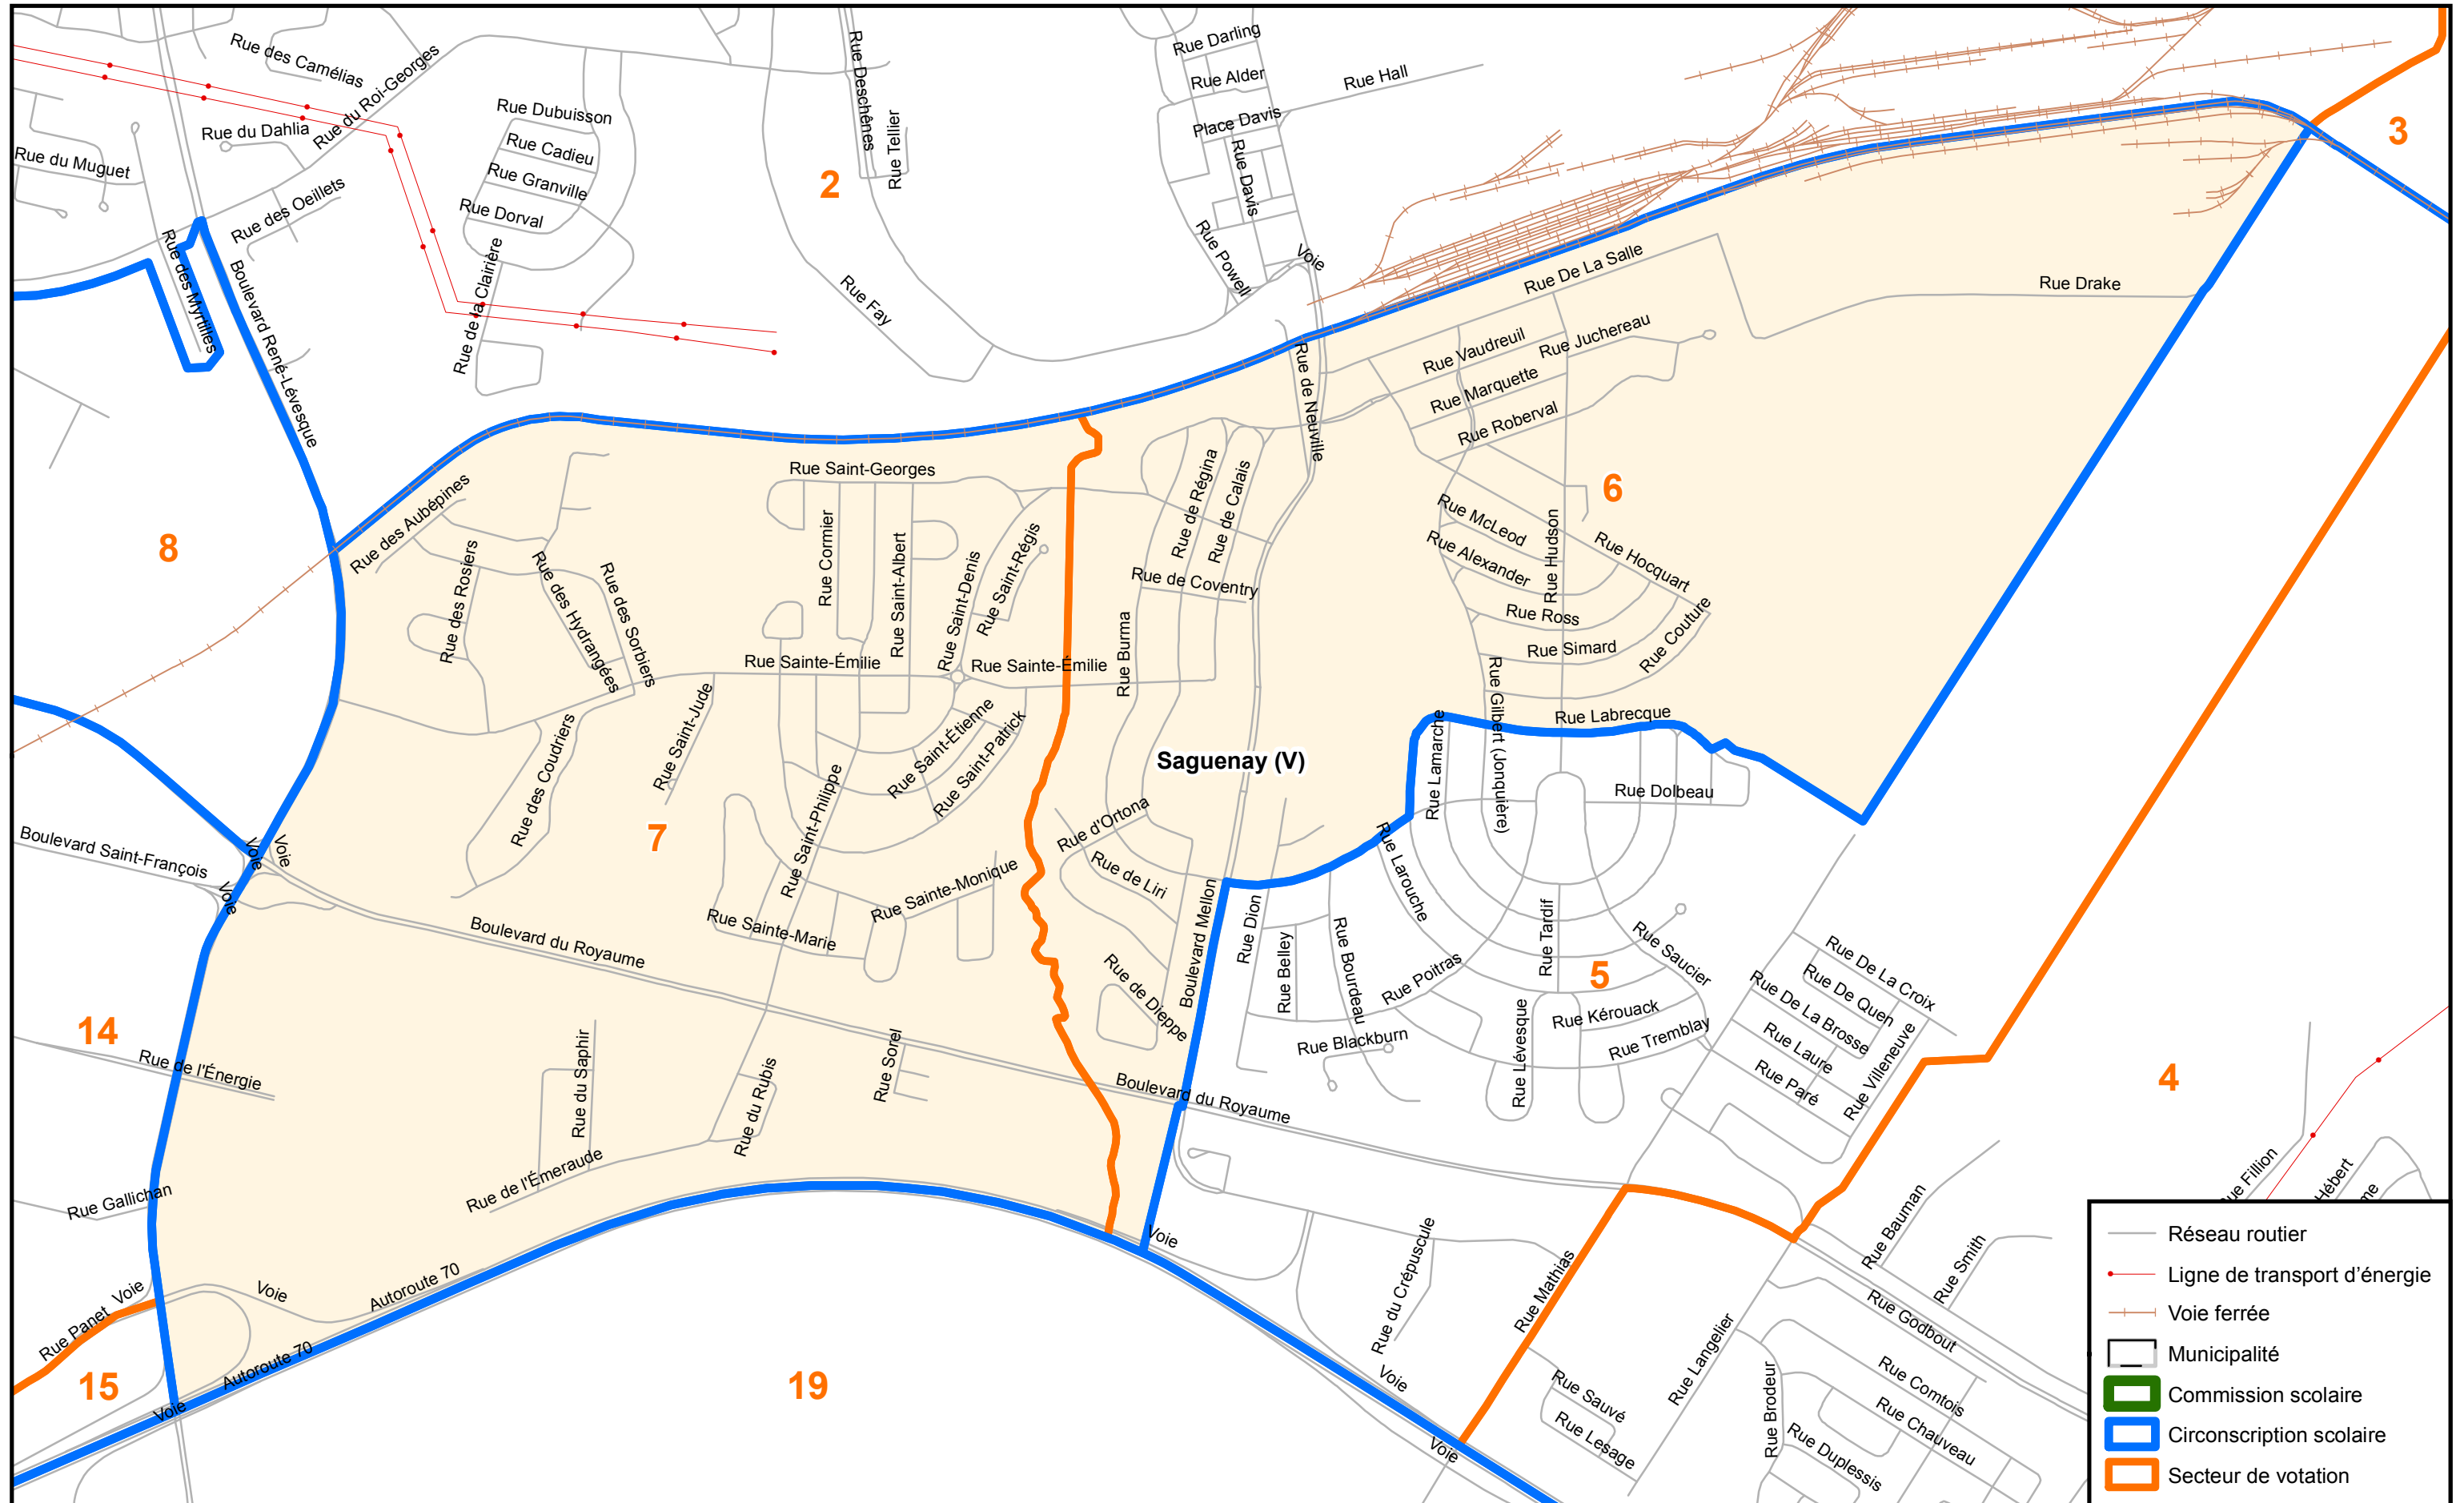 Rue des Camélias
Rue du Roi-Georges
Rue du Dahlia
Rue du Muguet
Rue des Oeillets
Rue des Myrtilles
Boulevard René-Lévesque
Rue Dubuisson
Rue Cadieu
Rue Granville
Rue Dorval
Rue de la Clairière
2
Rue Deschênes
Rue Tellier
Rue Fay
Rue Darling
Rue Alder
Rue Hall
Place Davis
Rue Davis
Rue Powell
Voie
3
Rue De La Salle
Rue Drake
Rue de Neuville
Rue Vaudreuil
Rue Juchereau
Rue Marquette
Rue Roberval
6
8
Rue des Aubépines
Rue des Rosiers
Rue des Hydrangées
Rue des Sorbiers
Rue des Coudriers
Rue Saint-Georges
Rue Cormier
Rue Saint-Albert
Rue Saint-Denis
Rue Saint-Régis
Rue Sainte-Émilie
Rue Sainte-Émilie
Rue Saint-Jude
Rue Saint-Étienne
Rue Saint-Patrick
Rue Saint-Philippe
7
Rue Sainte-Monique
Rue Sainte-Marie
Rue de Régina
Rue de Calais
Rue de Coventry
Rue Burma
Rue McLeod
Rue Alexander
Rue Hudson
Rue Hocquart
Rue Ross
Rue Simard
Rue Couture
Rue Gilbert (Jonquière)
Rue Labrecque
Rue Lamarche
Rue Dolbeau
Saguenay (V)
Rue d'Ortona
Rue de Liri
Rue de Dieppe
Boulevard Mellon
Rue Dion
Rue Belley
Rue Bourdeau
Rue Larouche
Rue Poitras
Rue Blackburn
Rue Tardif
5
Rue Saucier
Rue Kérouack
Rue Tremblay
Rue Lévesque
Rue De La Croix
Rue De Quen
Rue De La Brosse
Rue Laure
Rue Paré
Rue Villeneuve
4
Boulevard Saint-François
Voie
Voie
Voie
Boulevard du Royaume
Boulevard du Royaume
14
Rue de l'Énergie
Rue Gallichan
Rue du Saphir
Rue du Rubis
Rue Sorel
Rue de l'Émeraude
Rue Panet
Voie
Voie
Autoroute 70
Autoroute 70
Voie
15
19
Voie
Rue du Crépuscule
Voie
Voie
Rue Mathias
Rue Sauvé
Rue Lesage
Rue Langelier
Rue Brodeur
Rue Duplessis
Rue Chauveau
Rue Comtois
Rue Godbout
Rue Bauman
Rue Smith
Rue Fillion
Hébert
Réseau routier
Ligne de transport d’énergie
Voie ferrée
Municipalité
Commission scolaire
Circonscription scolaire
Secteur de votation